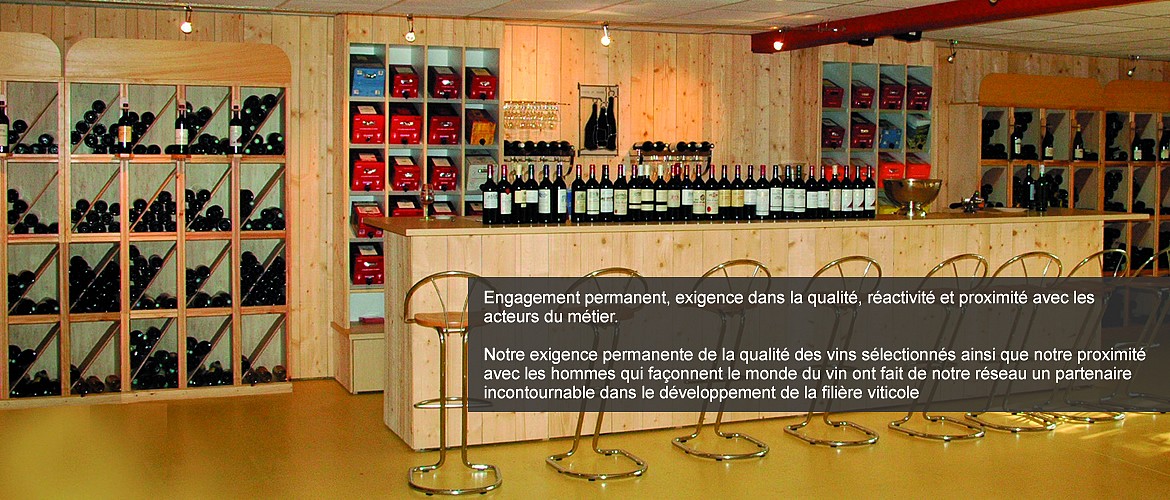 Engagement permanent, exigence dans la qualité, réactivité et proximité avec les
acteurs du métier.
Notre exigence permanente de la qualité des vins sélectionnés ainsi que notre proximité
avec les hommes qui façonnent le monde du vin ont fait de notre réseau un partenaire
incontournable dans le développement de la filière viticole